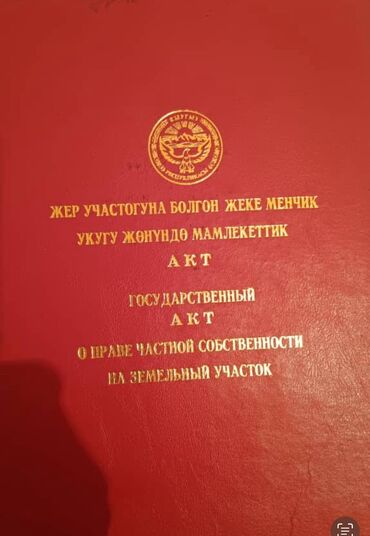 ЖЕР УЧАСТОГУНА БОЛГОН ЖЕКЕ МЕНЧИК
УКУГУ ЖӨНҮНДӨ МАМЛЕКЕТТИК
АКТ
ГОСУДАРСТВЕННЫЙ
АКТ
О ПРАВЕ ЧАСТНОЙ СОБСТВЕННОСТИ
НА ЗЕМЕЛЬНЫЙ УЧАСТОК